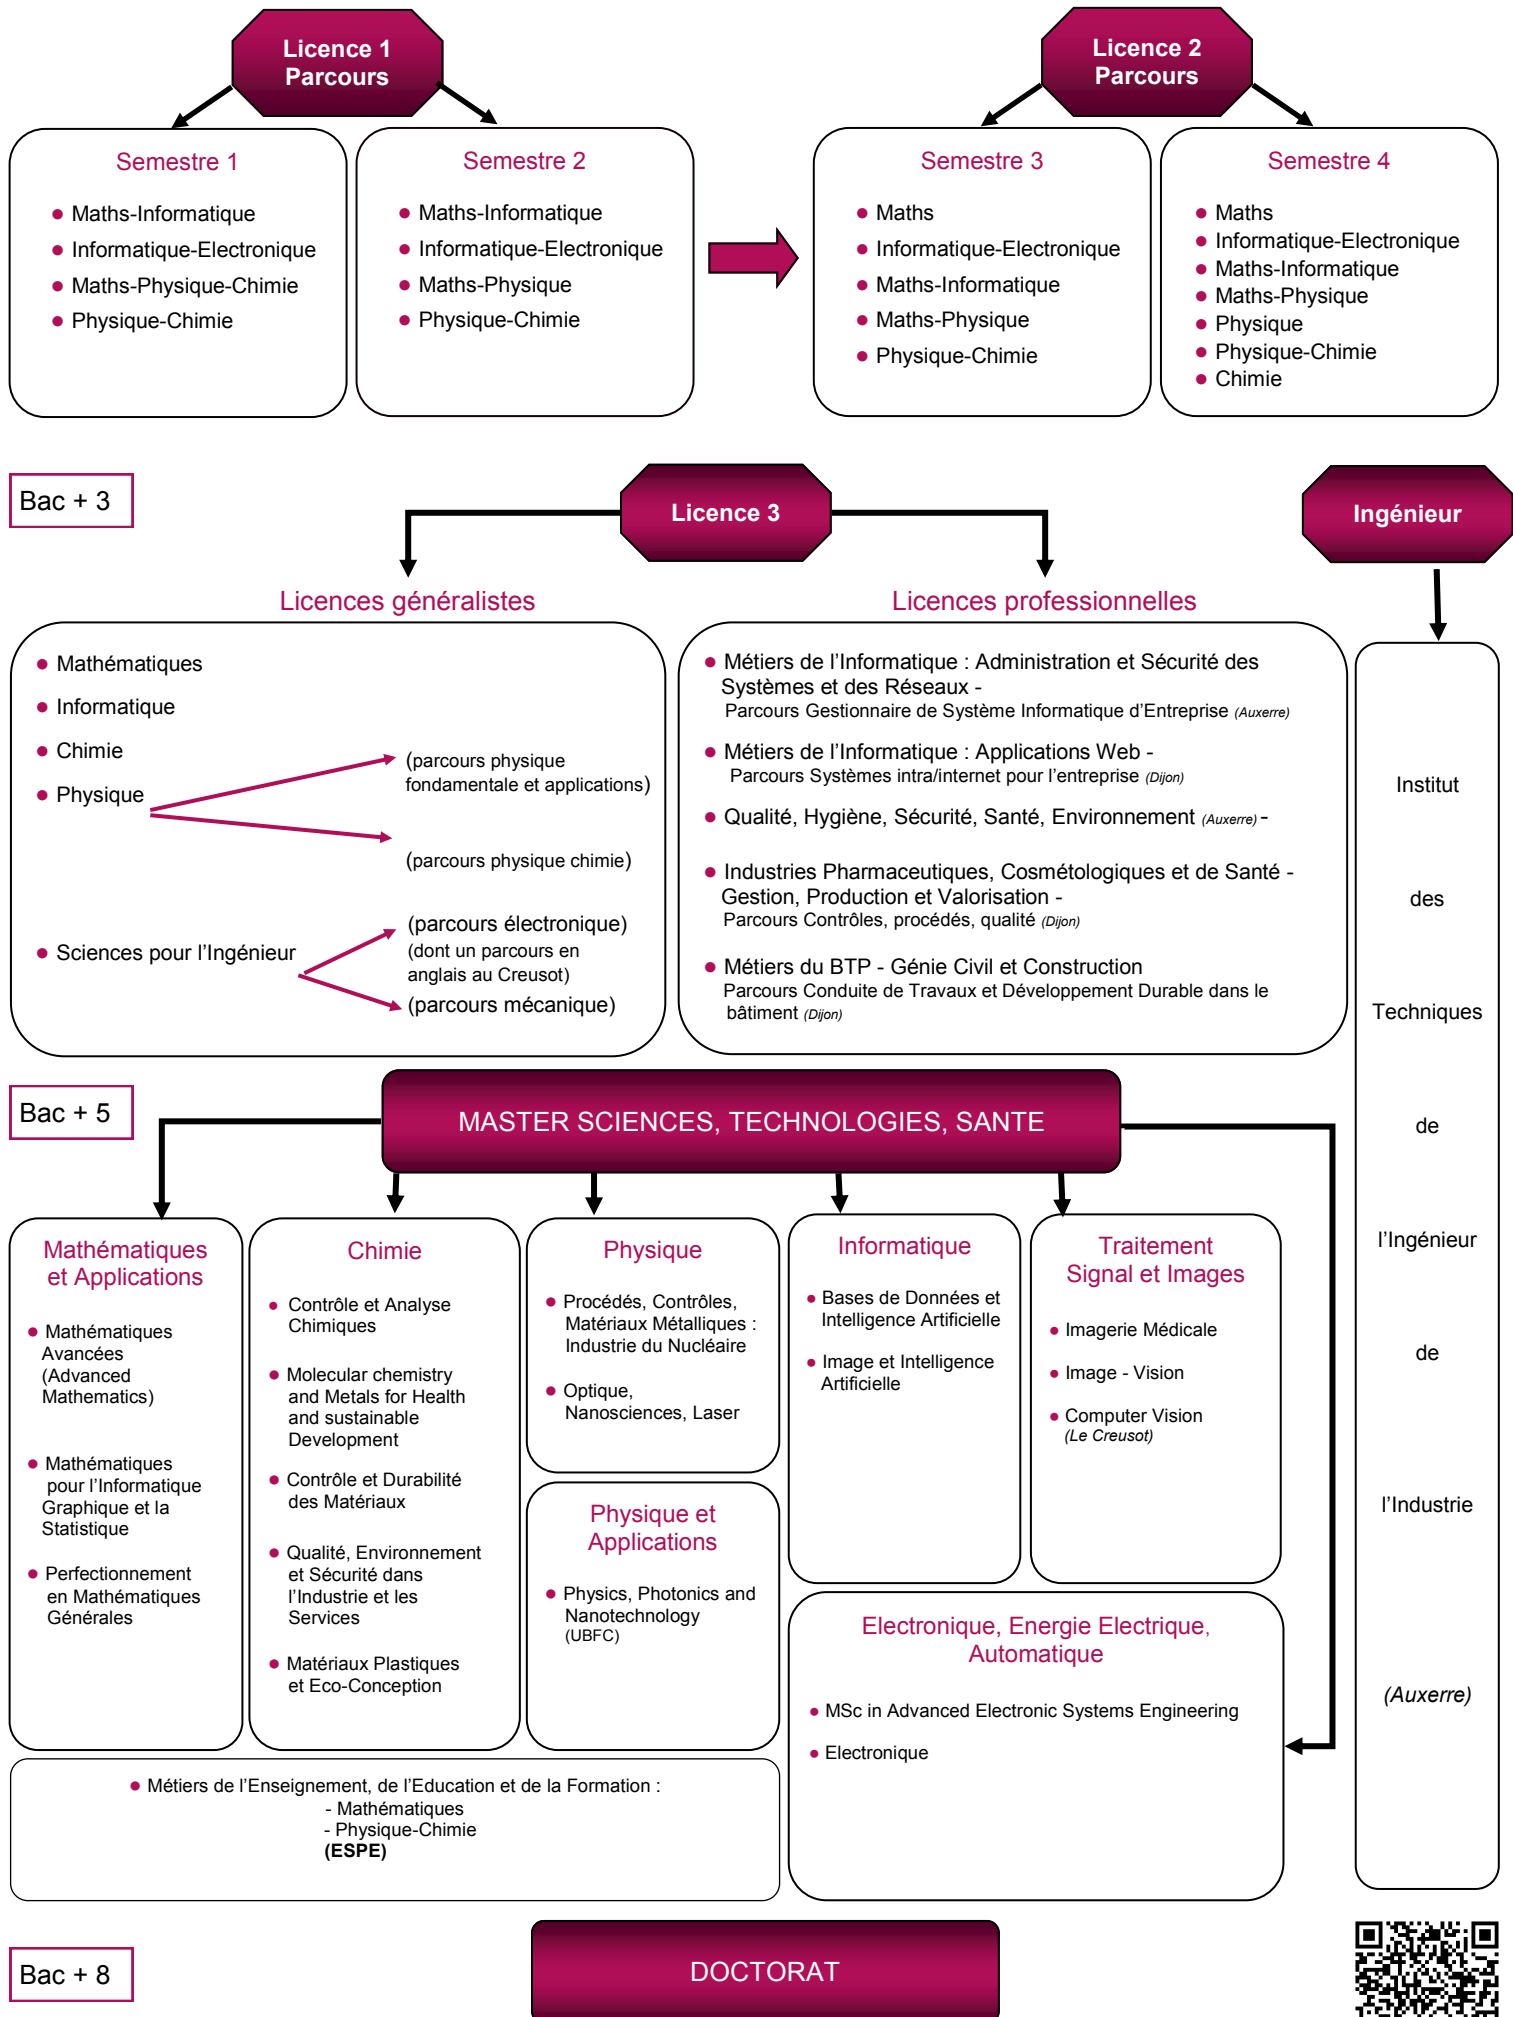 Licence 1
Parcours
Licence 2
Parcours
Semestre 1
● Maths-Informatique
● Informatique-Electronique
● Maths-Physique-Chimie
● Physique-Chimie
Semestre 2
● Maths-Informatique
● Informatique-Electronique
● Maths-Physique
● Physique-Chimie
Semestre 3
● Maths
● Informatique-Electronique
● Maths-Informatique
● Maths-Physique
● Physique-Chimie
Semestre 4
● Maths
● Informatique-Electronique
● Maths-Informatique
● Maths-Physique
● Physique
● Physique-Chimie
● Chimie
Bac + 3
Licence 3
Ingénieur
Licences généralistes
● Mathématiques
● Informatique
● Chimie
● Physique
(parcours physique
fondamentale et applications)
(parcours physique chimie)
● Sciences pour l’Ingénieur
(parcours électronique)
(dont un parcours en
anglais au Creusot)
(parcours mécanique)
Licences professionnelles
● Métiers de l’Informatique : Administration et Sécurité des
Systèmes et des Réseaux -
Parcours Gestionnaire de Système Informatique d’Entreprise (Auxerre)
● Métiers de l’Informatique : Applications Web -
Parcours Systèmes intra/internet pour l’entreprise (Dijon)
● Qualité, Hygiène, Sécurité, Santé, Environnement (Auxerre) -
● Industries Pharmaceutiques, Cosmétologiques et de Santé -
Gestion, Production et Valorisation -
Parcours Contrôles, procédés, qualité (Dijon)
● Métiers du BTP - Génie Civil et Construction
Parcours Conduite de Travaux et Développement Durable dans le
bâtiment (Dijon)
Institut
des
Techniques
de
l’Ingénieur
de
l’Industrie
(Auxerre)
Bac + 5
MASTER SCIENCES, TECHNOLOGIES, SANTE
Mathématiques
et Applications
● Mathématiques
Avancées
(Advanced
Mathematics)
● Mathématiques
pour l’Informatique
Graphique et la
Statistique
● Perfectionnement
en Mathématiques
Générales
Chimie
● Contrôle et Analyse
Chimiques
● Molecular chemistry
and Metals for Health
and sustainable
Development
● Contrôle et Durabilité
des Matériaux
● Qualité, Environnement
et Sécurité dans
l’Industrie et les
Services
● Matériaux Plastiques
et Eco-Conception
Physique
● Procédés, Contrôles,
Matériaux Métalliques :
Industrie du Nucléaire
● Optique,
Nanosciences, Laser
Physique et
Applications
● Physics, Photonics and
Nanotechnology
(UBFC)
Informatique
● Bases de Données et
Intelligence Artificielle
● Image et Intelligence
Artificielle
Traitement
Signal et Images
● Imagerie Médicale
● Image - Vision
● Computer Vision
(Le Creusot)
Electronique, Energie Electrique,
Automatique
● MSc in Advanced Electronic Systems Engineering
● Electronique
● Métiers de l’Enseignement, de l’Education et de la Formation :
- Mathématiques
- Physique-Chimie
(ESPE)
Bac + 8
DOCTORAT